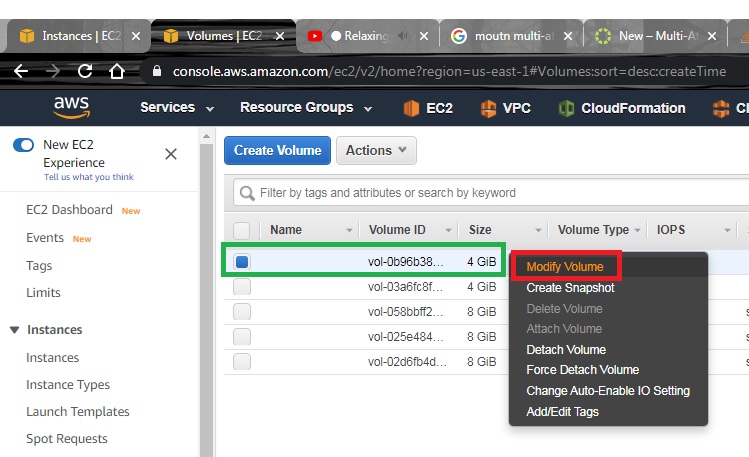 Instances | EC2
Volumes | EC2
Relaxing
moutn multi-at
New – Multi-At
console.aws.amazon.com/ec2/v2/home?region=us-east-1#Volumes:sort=desc:createTime
aws
Services
Resource Groups
EC2
VPC
CloudFormation
New EC2
Experience
Tell us what you think
EC2 Dashboard New
Events New
Tags
Limits
Instances
Instances
Instance Types
Launch Templates
Spot Requests
Create Volume
Actions
Filter by tags and attributes or search by keyword
Name
Volume ID
Size
Volume Type
IOPS
vol-0b96b38... 4 GiB
vol-03a6fc8f... 4 GiB
vol-058bbff2... 8 GiB
vol-025e484... 8 GiB
vol-02d6fb4d... 8 GiB
Modify Volume
Create Snapshot
Delete Volume
Attach Volume
Detach Volume
Force Detach Volume
Change Auto-Enable IO Setting
Add/Edit Tags